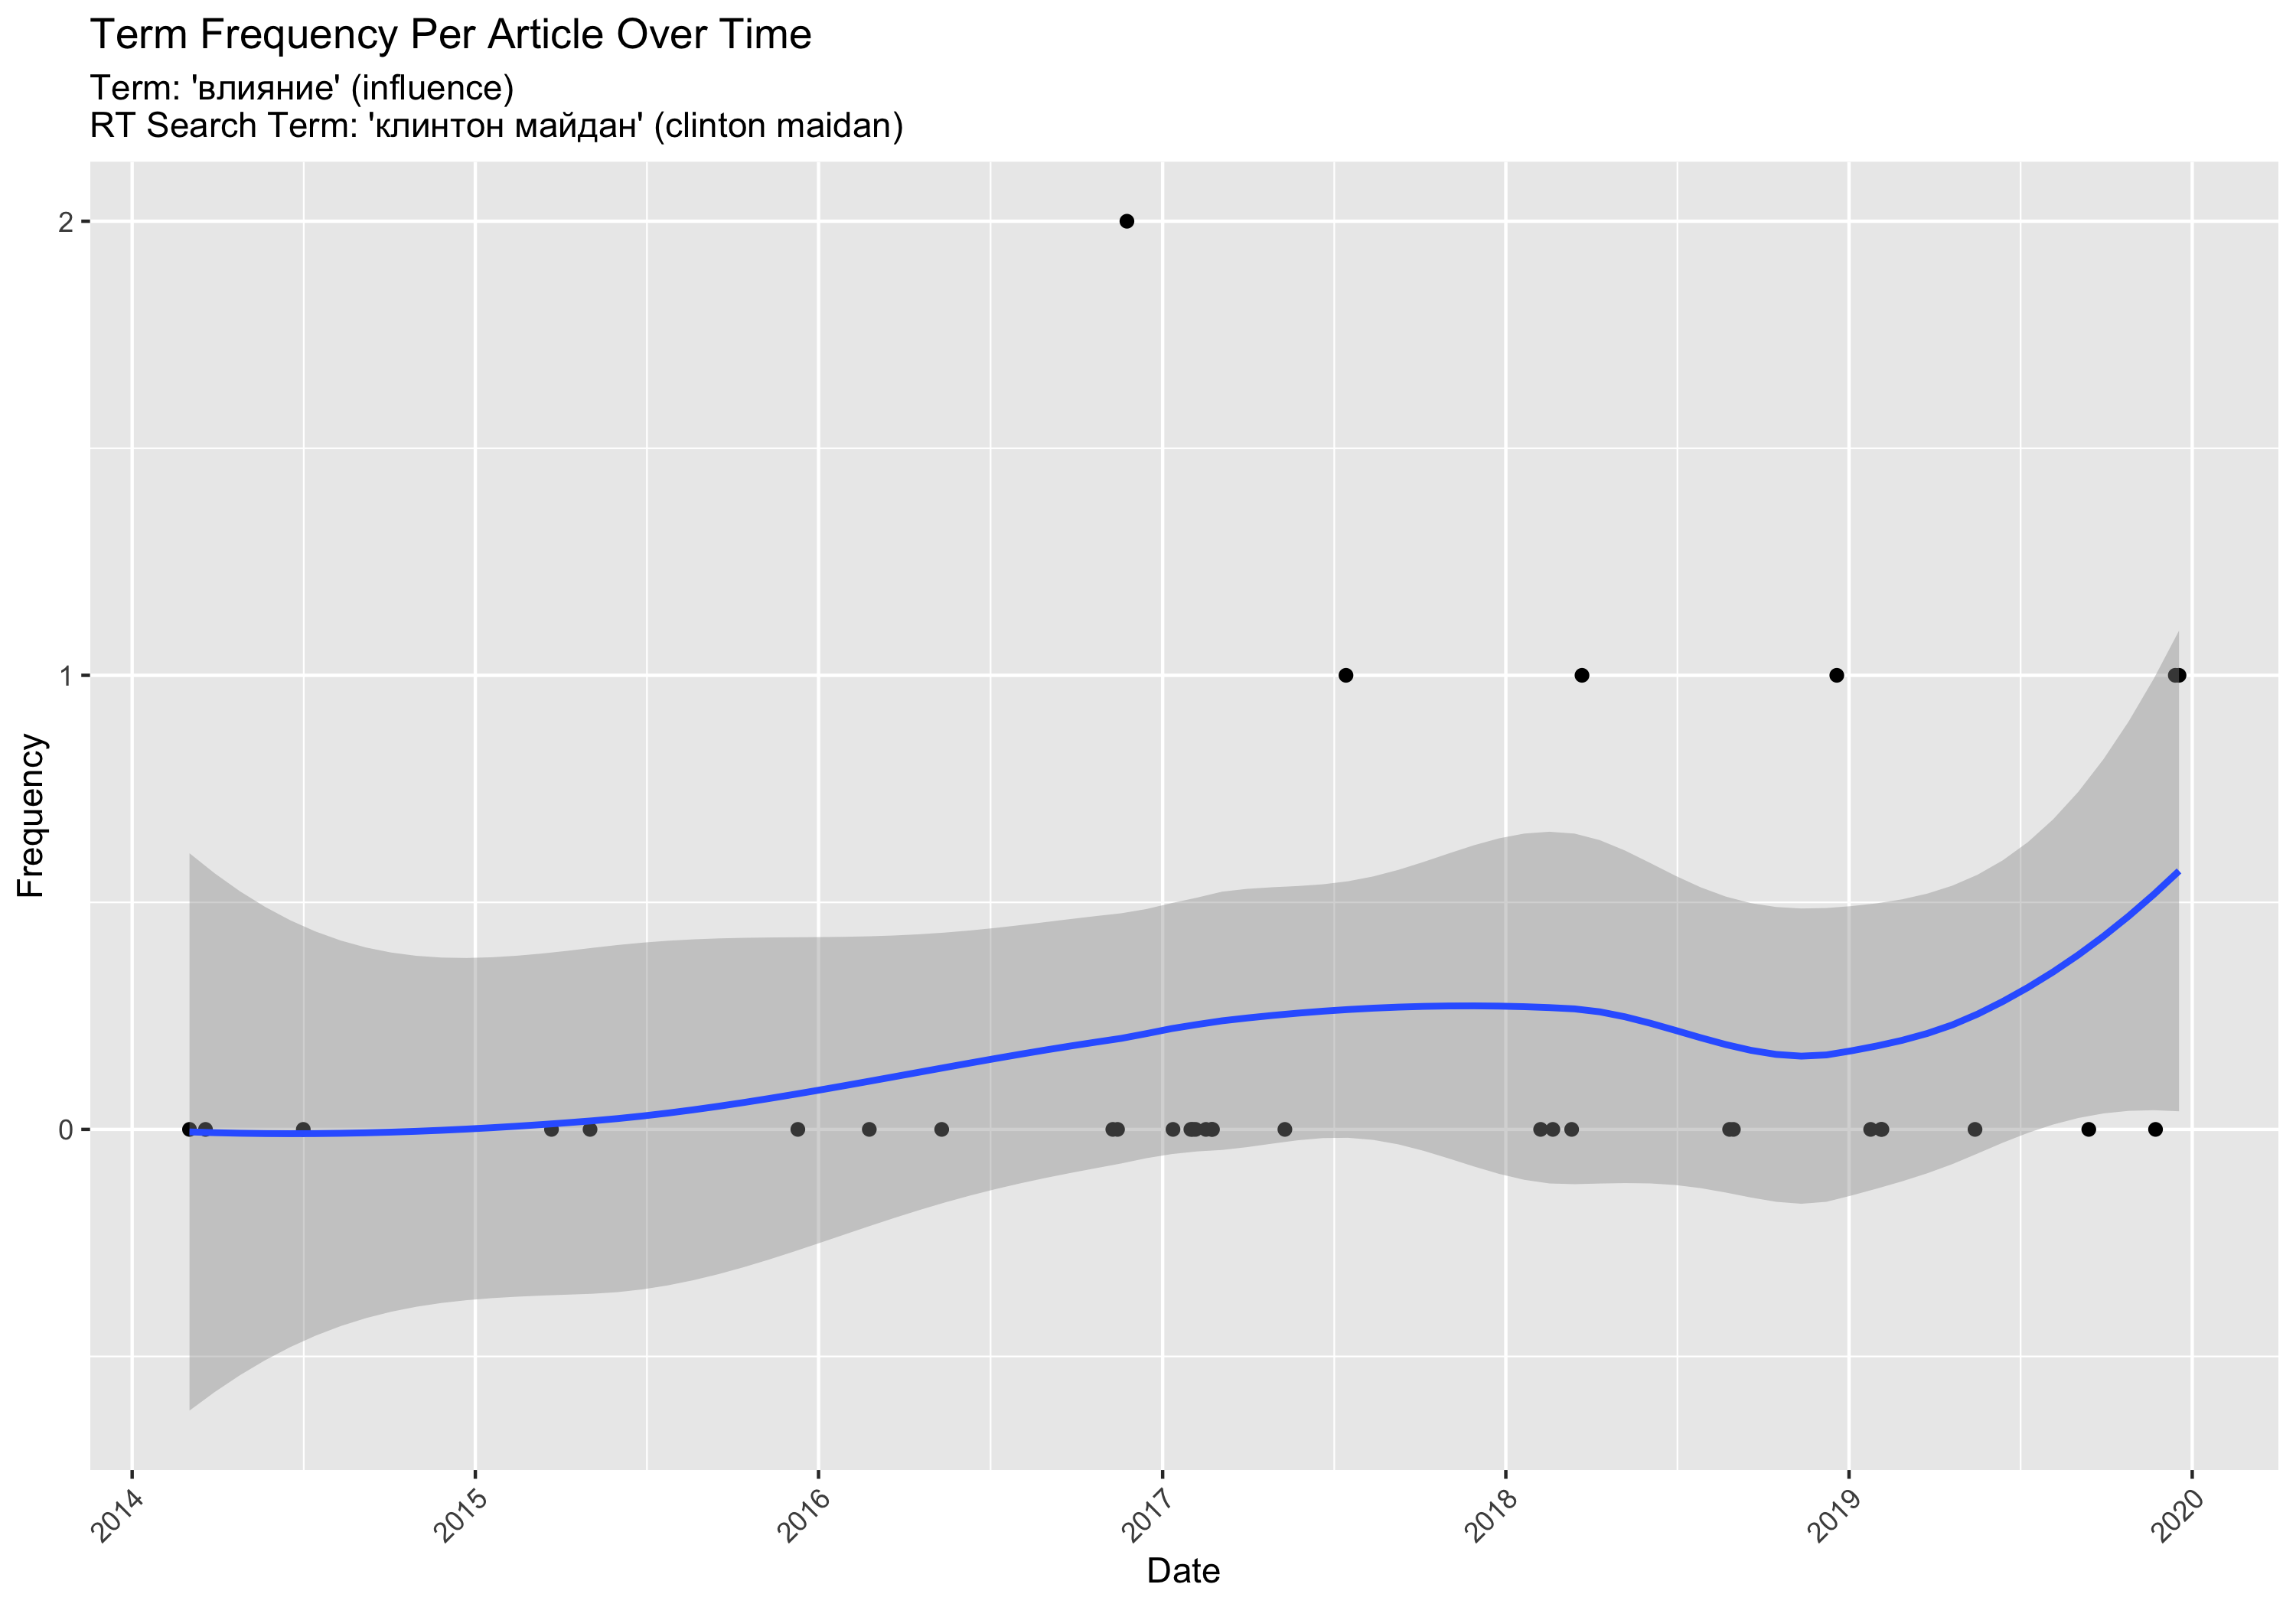 Term Frequency Per Article Over Time
Term: 'влияние' (influence)
RT Search Term: 'клинтон майдан' (clinton maidan)
2
1
0
Frequency
2014
2015
2016
2017
2018
2019
2020
Date